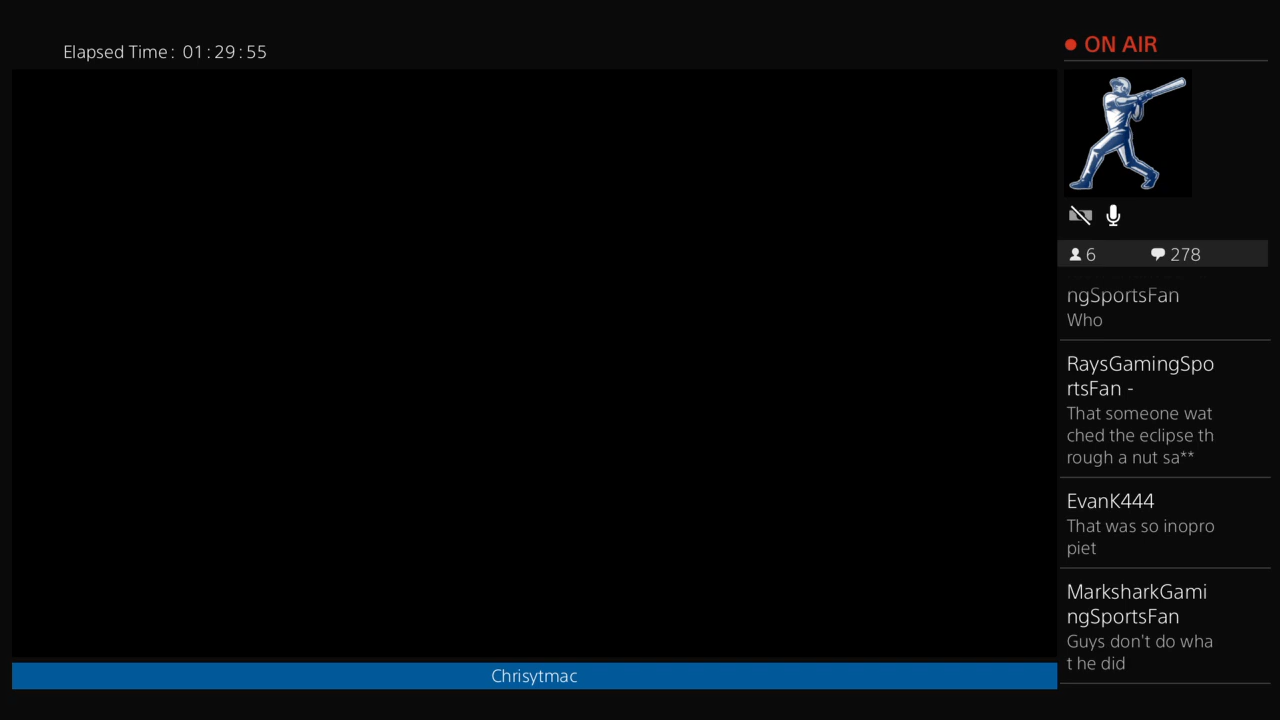 Elapsed Time: 01:29:55
ON AIR
6 278
ngSportsFan
Who
RaysGamingSpo
rtsFan -
That someone wat
ched the eclipse th
rough a nut sa**
EvanK444
That was so inopro
piet
MarksharkGami
ngSportsFan
Guys don't do wha
t he did
Chrisytmac